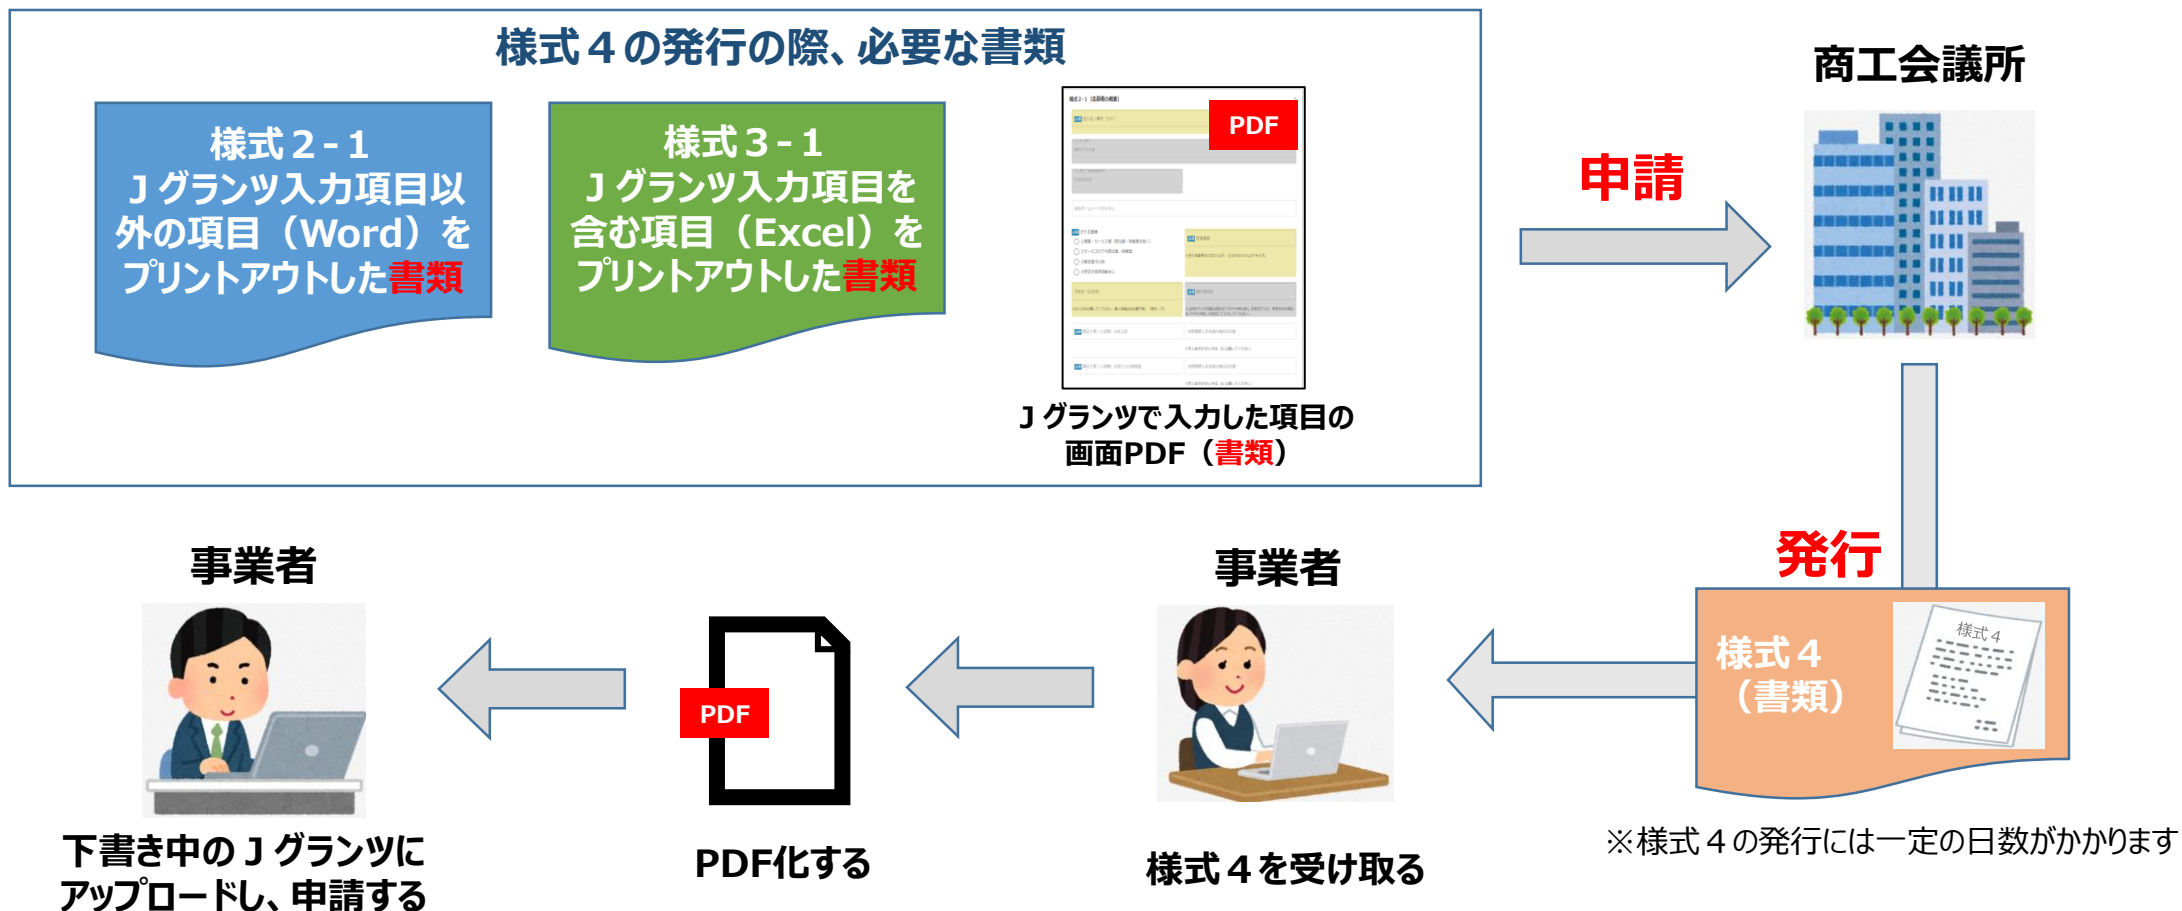 様式４の発行の際、必要な書類
様式２-１
Ｊグランツ入力項目以
外の項目（Word）を
プリントアウトした書類
様式３-１
Ｊグランツ入力項目を
含む項目（Excel）を
プリントアウトした書類
PDF
Ｊグランツで入力した項目の
画面PDF（書類）
申請
商工会議所
発行
様式４
（書類）
様式４
※様式４の発行には一定の日数がかかります
事業者
様式４を受け取る
PDF
PDF化する
事業者
下書き中のＪグランツに
アップロードし、申請する